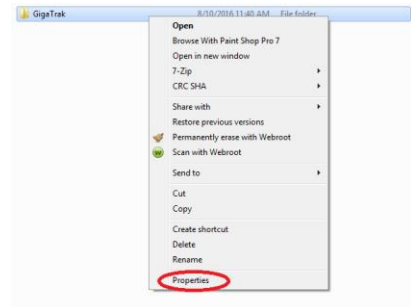 GigaTrak 8/10/2016 11:40 AM File folder
Open
Browse With Paint Shop Pro 7
Open in new window
7-Zip
CRC SHA
Share with
Restore previous versions
Permanently erase with Webroot
Scan with Webroot
Send to
Cut
Copy
Create shortcut
Delete
Rename
Properties